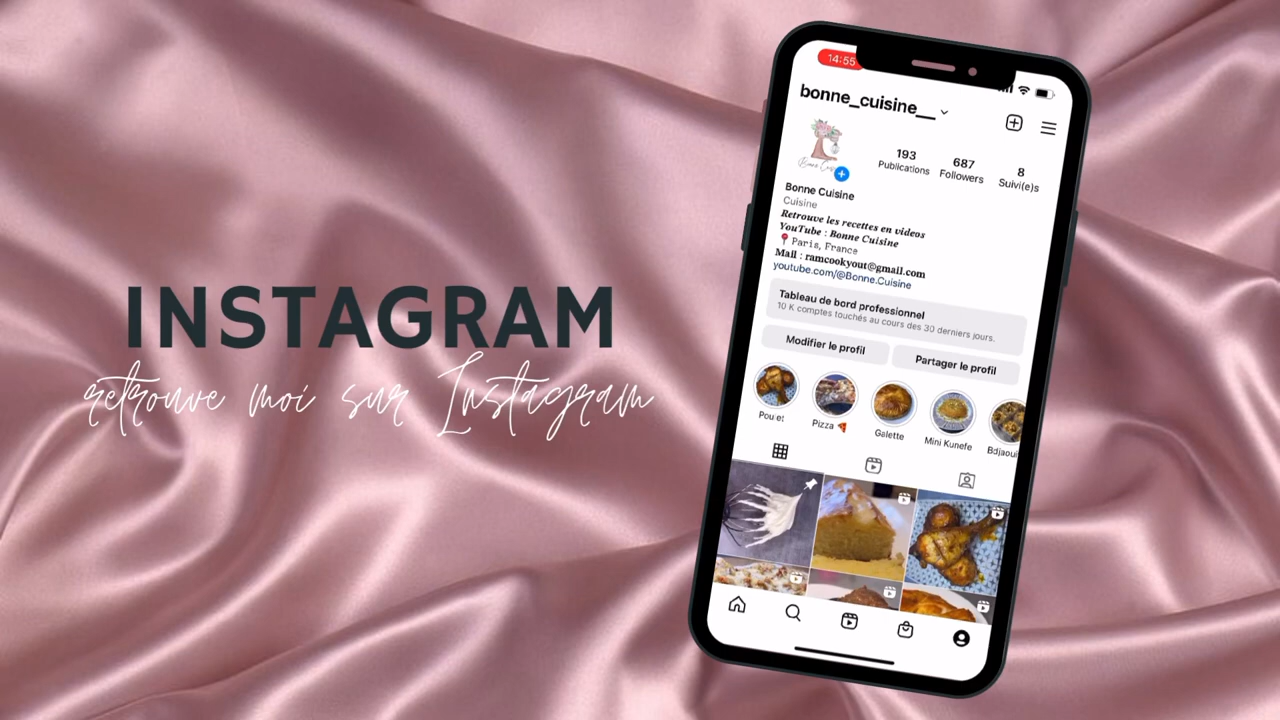 INSTAGRAM
retrouve moi sur Instagram
14:55
bonne_cuisine__
193 687 8
Publications Followers Suivi(e)s
Bonne Cuisine
Cuisine
Retrouve les recettes en videos
YouTube : Bonne Cuisine
📍 Paris, France
Mail : ramcookyout@gmail.com
youtube.com/@Bonne.Cuisine
Tableau de bord professionnel
10 K comptes touchés au cours des 30 derniers jours.
Modifier le profil Partager le profil
Poulet Pizza 🍕 Galette Mini Kunefe